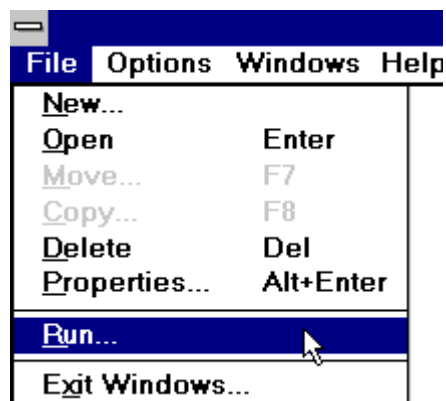 File Options Windows Help
New...
Open Enter
Move... F7
Copy... F8
Delete Del
Properties... Alt+Enter
Run...
Exit Windows...